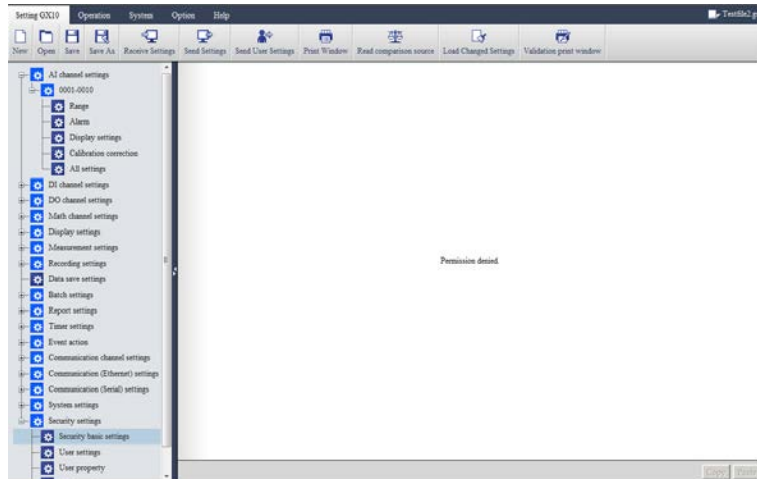 Setting GX10 Operation System Option Help
Testfile2.g
New Open Save Save As Receive Settings Send Settings Send User Settings Print Window Read comparison source Load Changed Settings Validation print window
AI channel settings
0001-0010
Range
Alarm
Display settings
Calibration correction
All settings
DI channel settings
DO channel settings
Math channel settings
Display settings
Measurement settings
Recording settings
Data save settings
Batch settings
Report settings
Timer settings
Event action
Communication channel settings
Communication (Ethernet) settings
Communication (Serial) settings
System settings
Security settings
Security basic settings
User settings
User property
Permission denied.
Copy